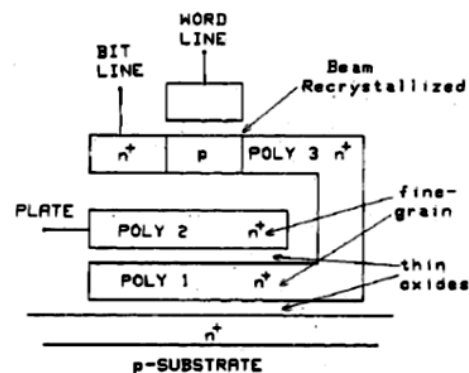 WORD
LINE
BIT
LINE
Beam
Recrystallized
n+ p POLY 3 n+
fine-
grain
PLATE
POLY 2 n+
thin
oxides
POLY 1 n+
n+
p-SUBSTRATE